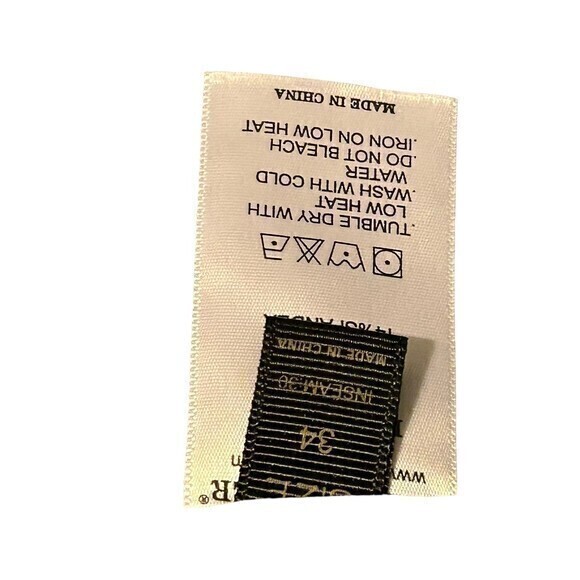 SIZE
34
INSEAM:30
MADE IN CHINA
.TUMBLE DRY WITH
LOW HEAT
.WASH WITH COLD
WATER
.DO NOT BLEACH
.IRON ON LOW HEAT
MADE IN CHINA